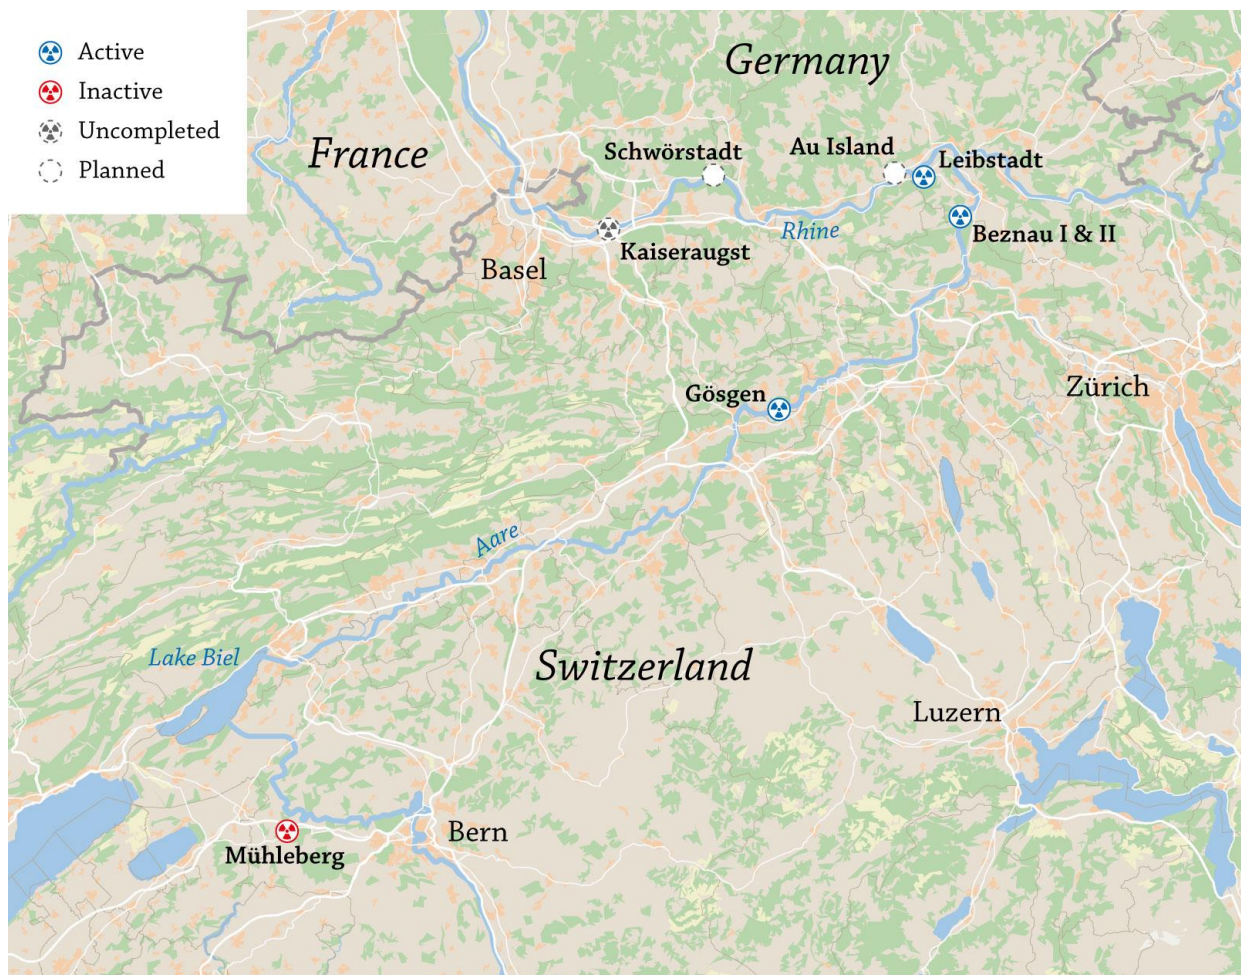 Active
Inactive
Uncompleted
Planned
Germany
France
Schwörstadt
Au Island
Leibstadt
Rhine
Beznau I & II
Kaiseraugst
Basel
Zürich
Gösgen
Aare
Lake Biel
Switzerland
Luzern
Bern
Mühleberg